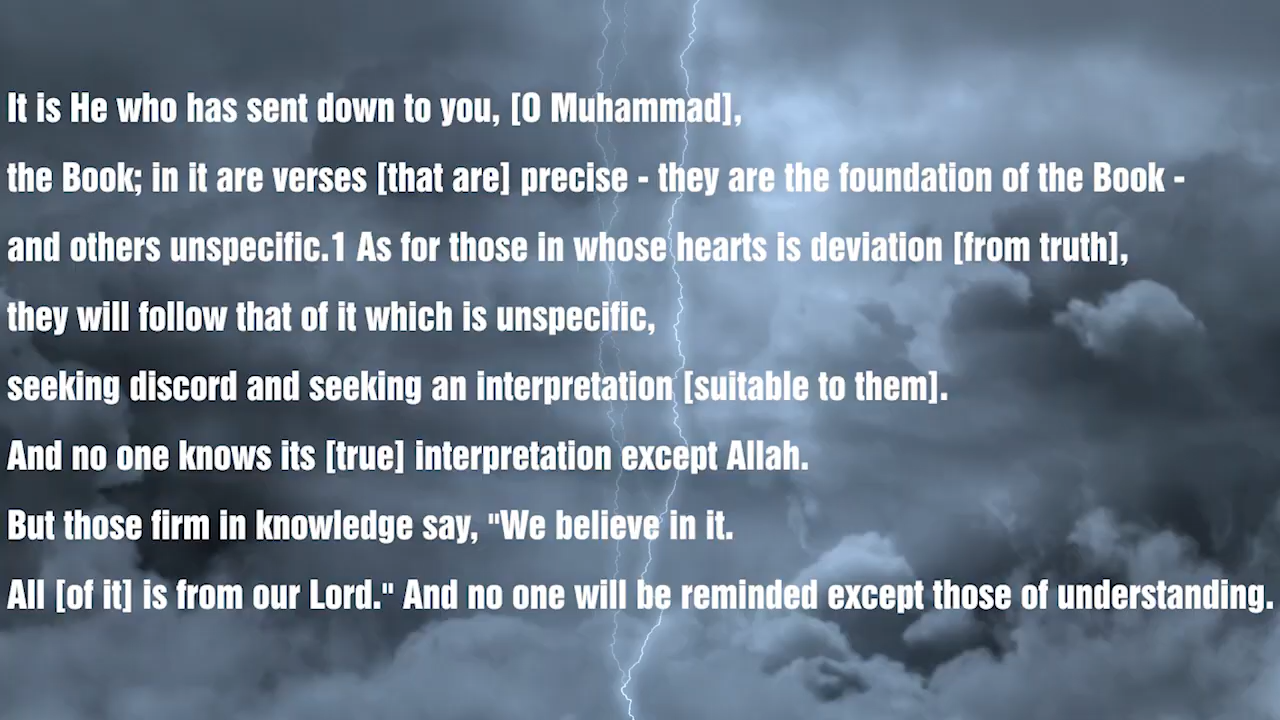 It is He who has sent down to you, [O Muhammad],
the Book; in it are verses [that are] precise - they are the foundation of the Book -
and others unspecific.1 As for those in whose hearts is deviation [from truth],
they will follow that of it which is unspecific,
seeking discord and seeking an interpretation [suitable to them].
And no one knows its [true] interpretation except Allah.
But those firm in knowledge say, "We believe in it.
All [of it] is from our Lord." And no one will be reminded except those of understanding.